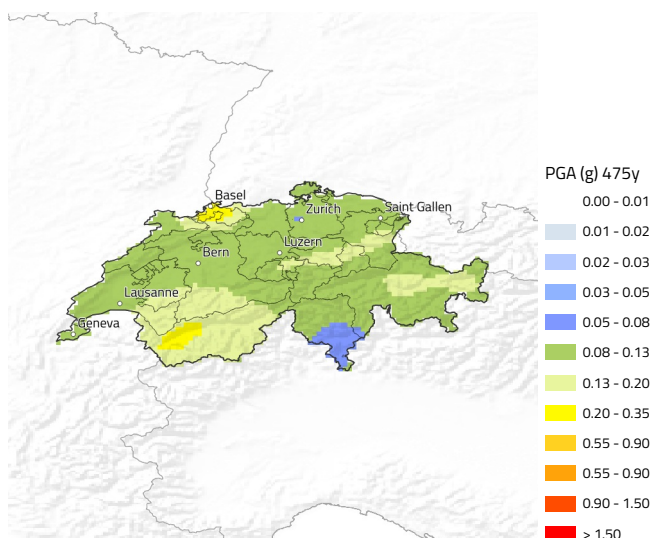 PGA (g) 475y
0.00 - 0.01
0.01 - 0.02
0.02 - 0.03
0.03 - 0.05
0.05 - 0.08
0.08 - 0.13
0.13 - 0.20
0.20 - 0.35
0.55 - 0.90
0.55 - 0.90
0.90 - 1.50
> 1.50
Basel
Zurich
Saint Gallen
Luzern
Bern
Lausanne
Geneva